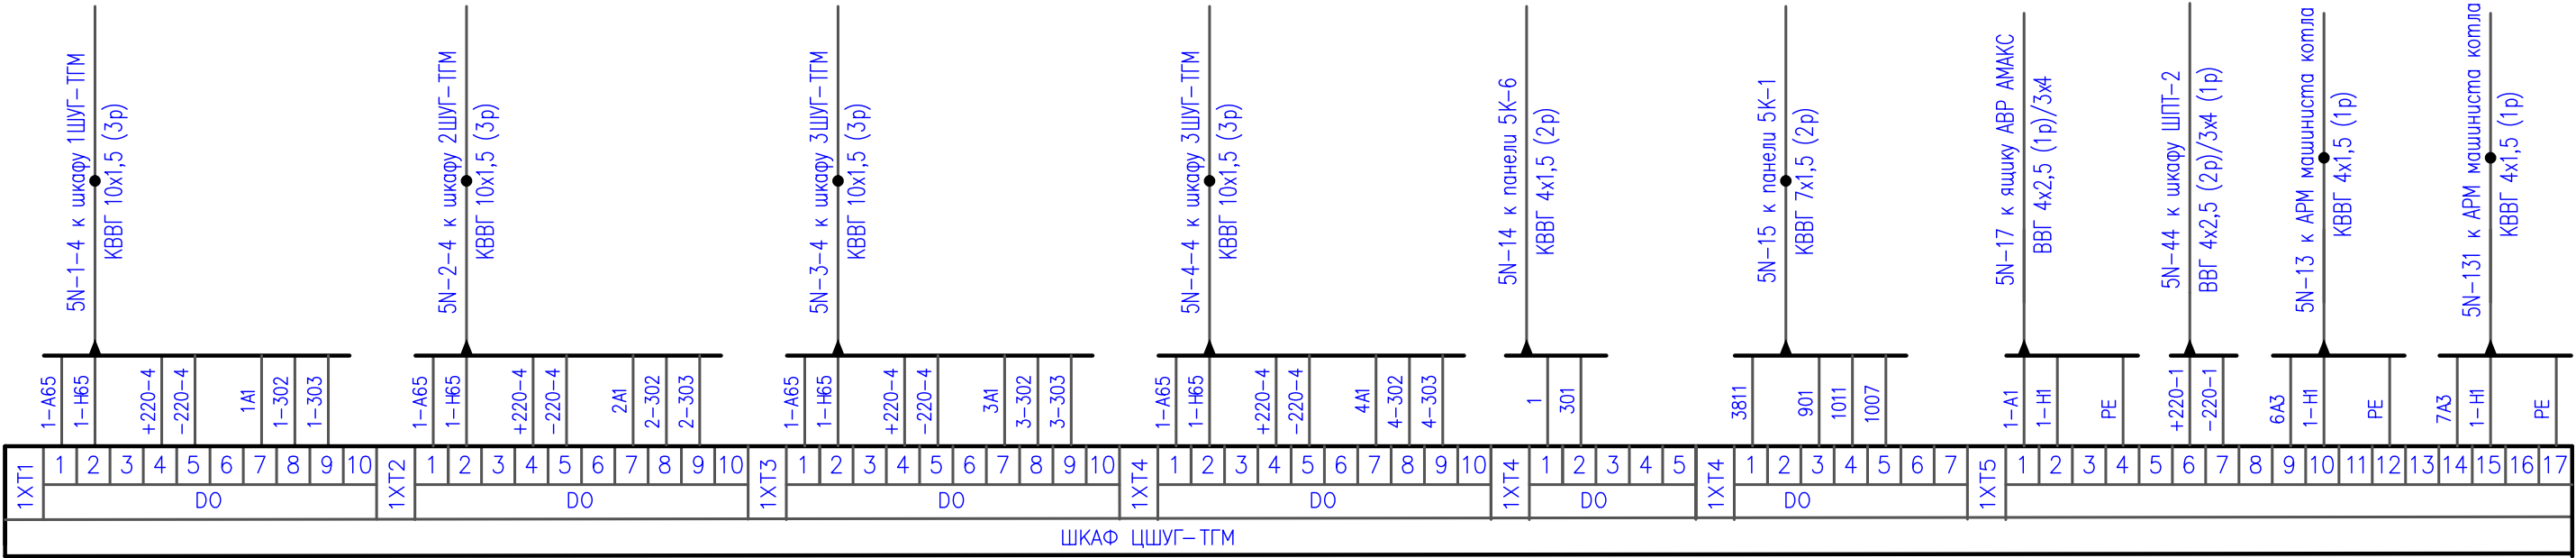 5N-1-4 к шкафу 1ШУГ-ТГМ
КВВГ 10х1,5 (3р)
5N-2-4 к шкафу 2ШУГ-ТГМ
КВВГ 10х1,5 (3р)
5N-3-4 к шкафу 3ШУГ-ТГМ
КВВГ 10х1,5 (3р)
5N-4-4 к шкафу 3ШУГ-ТГМ
КВВГ 10х1,5 (3р)
5N-14 к панели 5К-6
КВВГ 4х1,5 (2р)
5N-15 к панели 5К-1
КВВГ 7х1,5 (2р)
5N-17 к ящику АВР АМАКС
ВВГ 4х2,5 (1р)/3х4
5N-44 к шкафу ШПТ-2
ВВГ 4х2,5 (2р)/3х4 (1р)
5N-13 к АРМ машиниста котла
КВВГ 4х1,5 (1р)
5N-131 к АРМ машиниста котла
КВВГ 4х1,5 (1р)
1-А65
1-Н65
+220-4
-220-4
1А1
1-302
1-303
1-А65
1-Н65
+220-4
-220-4
2А1
2-302
2-303
1-А65
1-Н65
+220-4
-220-4
3А1
3-302
3-303
1-А65
1-Н65
+220-4
-220-4
4А1
4-302
4-303
1
301
3811
901
1011
1007
1-А1
1-Н1
РЕ
+220-1
-220-1
6А3
1-Н1
РЕ
7А3
1-Н1
РЕ
1ХТ1 1 2 3 4 5 6 7 8 9 10
DO
1ХТ2 1 2 3 4 5 6 7 8 9 10
DO
1ХТ3 1 2 3 4 5 6 7 8 9 10
DO
1ХТ4 1 2 3 4 5 6 7 8 9 10
DO
1ХТ4 1 2 3 4 5
DO
1ХТ4 1 2 3 4 5 6 7
DO
1ХТ5 1 2 3 4 5 6 7 8 9 10 11 12 13 14 15 16 17
ШКАФ ЦШУГ-ТГМ